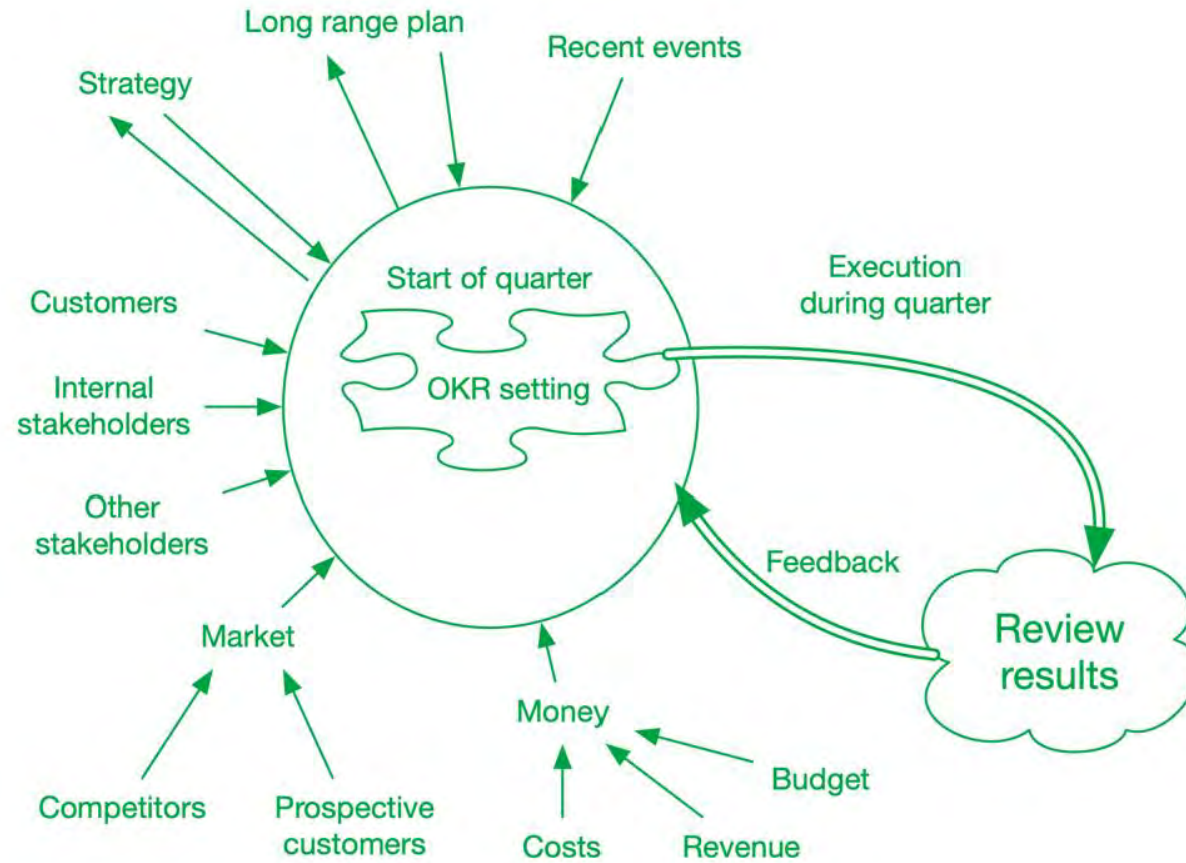 Long range plan
Recent events
Strategy
Start of quarter
Execution
during quarter
Customers
OKR setting
Internal
stakeholders
Other
stakeholders
Feedback
Market
Review
results
Money
Budget
Competitors
Prospective
customers
Costs
Revenue